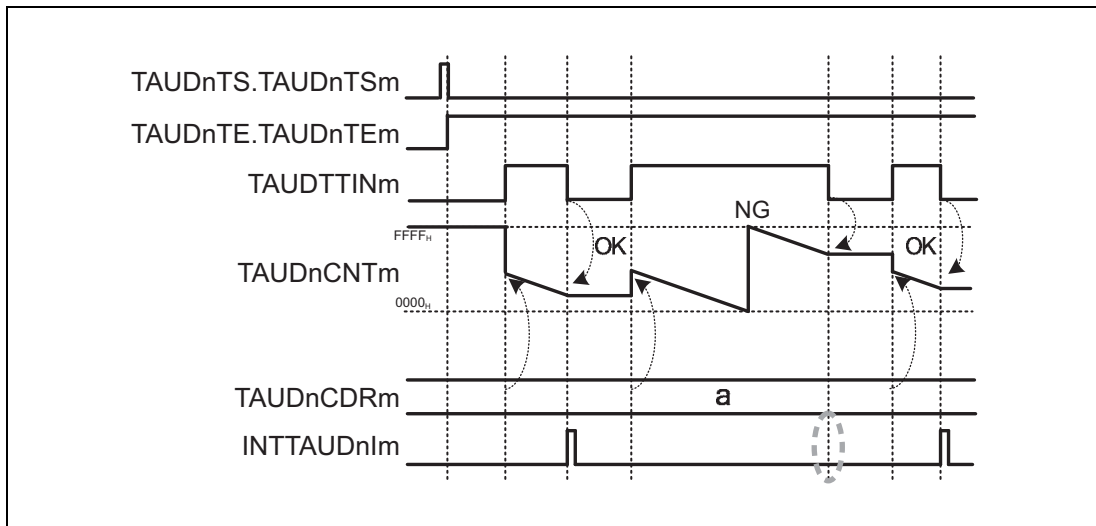 TAUDnTS.TAUDnTSm
TAUDnTE.TAUDnTEm
TAUDTTINm
NG
FFFFH
OK
OK
TAUDnCNTm
0000H
TAUDnCDRm
a
INTTAUDnIm